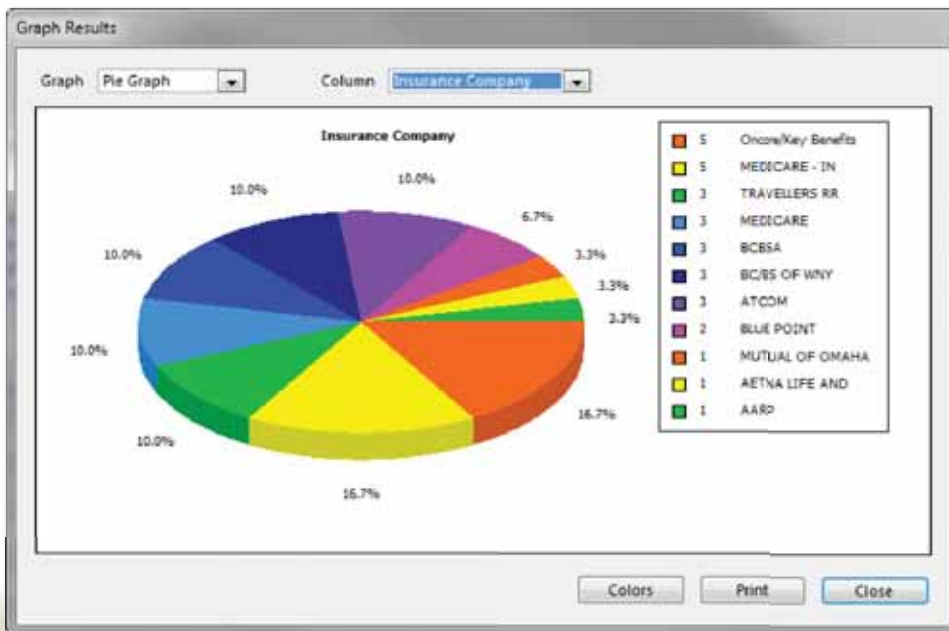 Graph Results
Graph Pie Graph Column Insurance Company
Insurance Company
10.0%
10.0%
6.7%
3.3%
3.3%
3.3%
16.7%
16.7%
10.0%
10.0%
10.0%
5 Oncore/Key Benefits
5 MEDICARE - IN
3 TRAVELLERS RR
3 MEDICARE
3 BCBSA
3 BC/BS OF WNY
3 ATCOM
2 BLUE POINT
1 MUTUAL OF OMAHA
1 AETNA LIFE AND
1 AARP
Colors Print Close